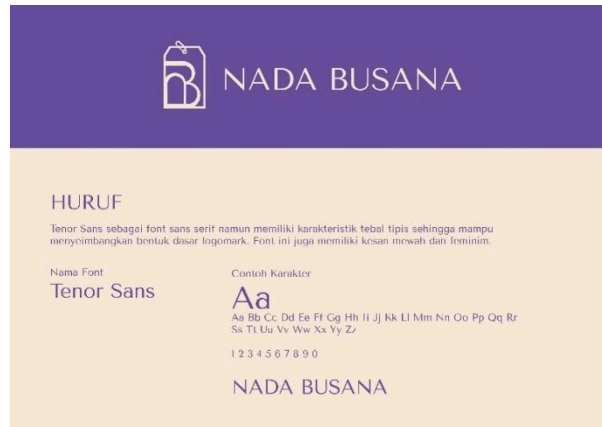 NADA BUSANA
HURUF
Tenor Sans sebagai font sans serif namun memiliki karakteristik tebal tipis sehingga mampu
menyeimbangkan bentuk dasar logomark. Font ini juga memiliki kesan mewah dan feminim.
Nama Font
Tenor Sans
Contoh Karakter
Aa
Aa Bb Cc Dd Ee Ff Gg Hh Ii Jj Kk Ll Mm Nn Oo Pp Qq Rr
Ss Tt Uu Vv Ww Xx Yy Zz
1 2 3 4 5 6 7 8 9 0
NADA BUSANA